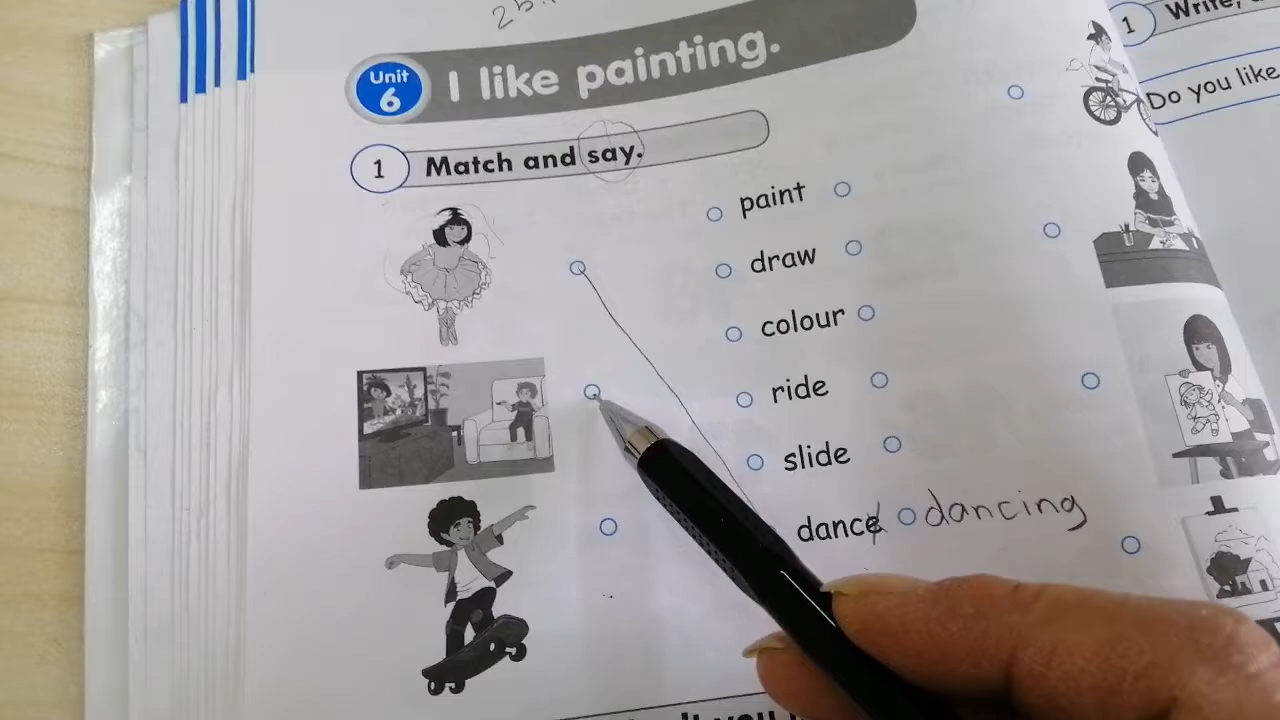 Unit
6
I like painting.
1
Match and say.
paint
draw
colour
ride
slide
dance
dancing
1
Write,
Do you like